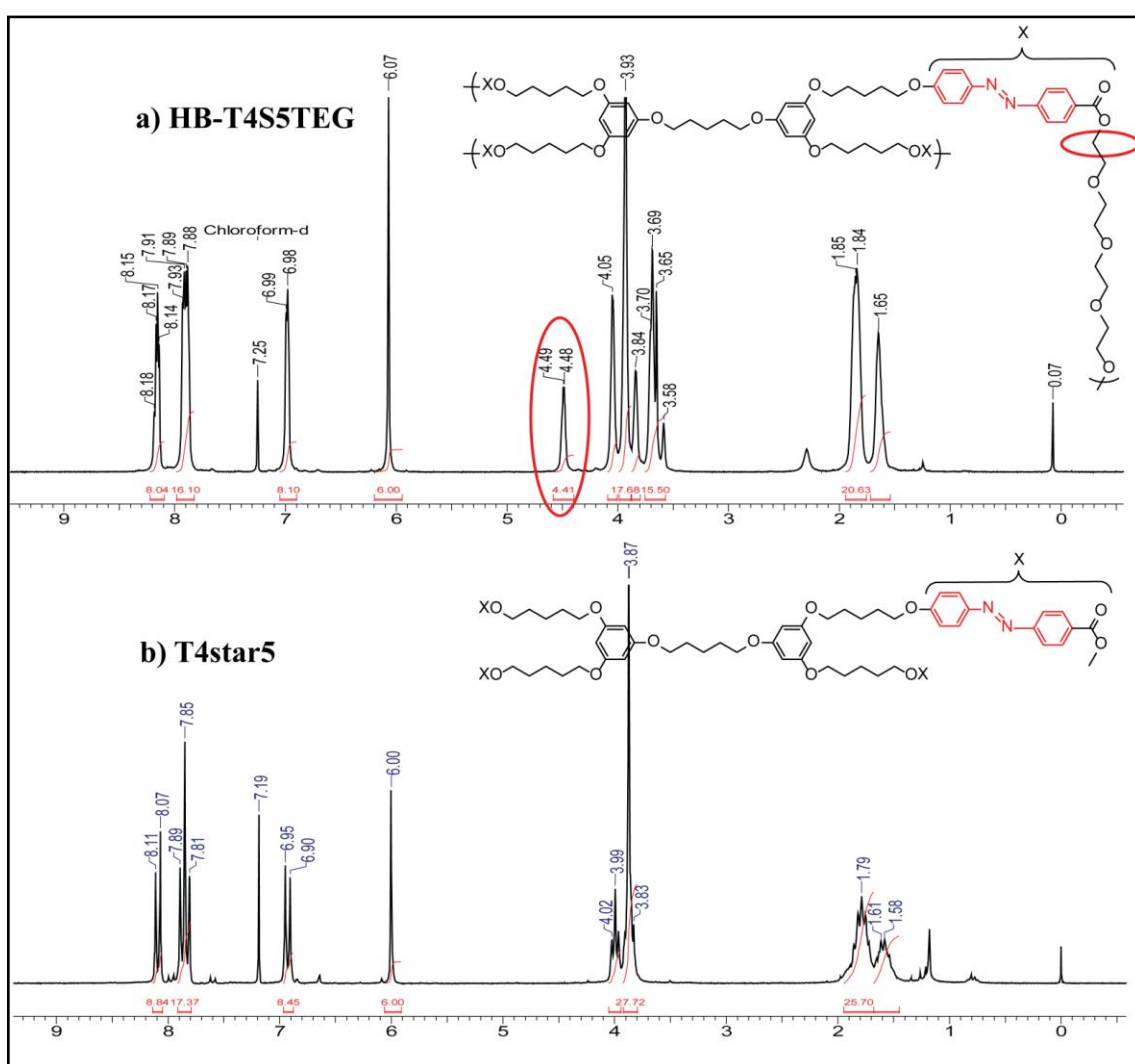 X
a) HB-T4S5TEG
XO
O
O
O
N
N
O
O
O
O
XO
O
O
OX
O
O
O
O
Chloroform-d
8.18
8.17
8.15
8.14
7.93
7.91
7.89
7.88
7.25
6.99
6.98
6.07
4.49
4.48
4.05
3.93
3.84
3.70
3.69
3.65
3.58
1.85
1.84
1.65
0.07
8.04 16.10 8.10 6.00 4.41 17.68 15.50 20.63
9 8 7 6 5 4 3 2 1 0
X
b) T4star5
XO
O
O
O
N
N
O
O
O
O
XO
O
O
OX
8.11
8.07
7.89
7.85
7.81
7.19
6.95
6.90
6.00
4.02
3.99
3.87
3.83
1.79
1.61
1.58
8.84 17.37 8.45 6.00 27.72 25.70
9 8 7 6 5 4 3 2 1 0